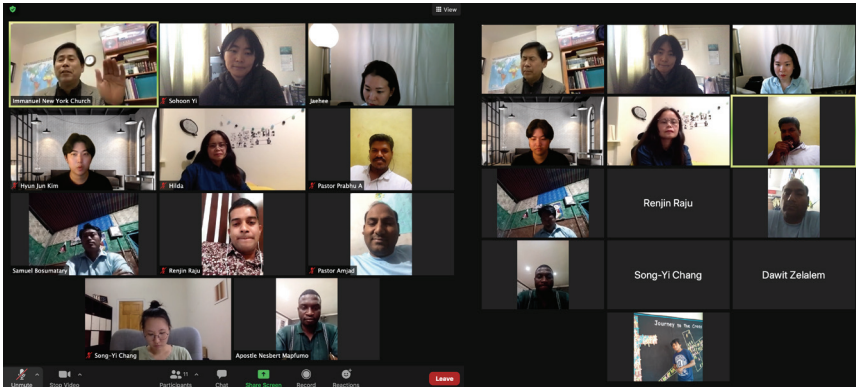 View
Immanuel New York Church
Sohoon Yi
Jaehee
Hyun Jun Kim
Hilda
Pastor Prabhu A
Samuel Bosumatary
Renjin Raju
Pastor Amjad
Song-Yi Chang
Apostle Nesbert Mapfumo
Unmute
Stop Video
11
Participants
Chat
Share Screen
Record
Reactions
Leave
Renjin Raju
Song-Yi Chang
Dawit Zelalem
Journey to the Cross